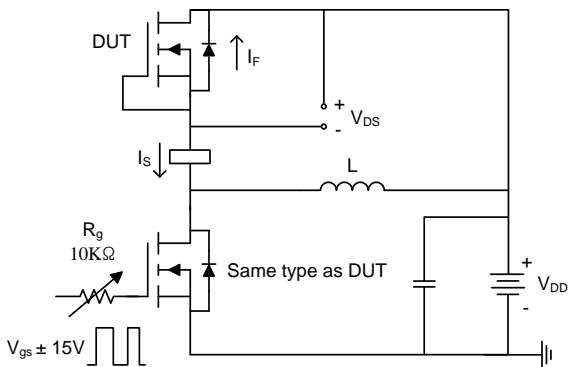 DUT
I_F
+
V_DS
-
I_S
L
R_g
10KΩ
Same type as DUT
+
V_DD
-
V_gs ± 15V